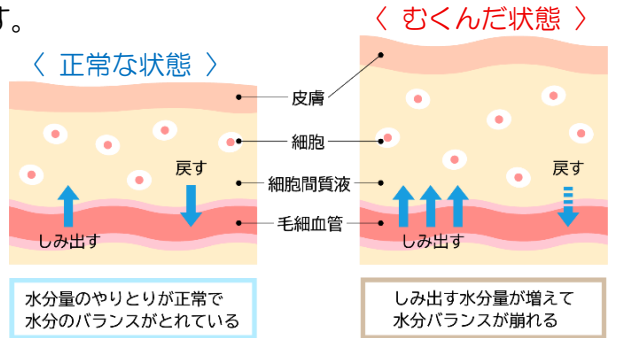 す。
〈 正常な状態 〉
〈 むくんだ状態 〉
皮膚
細胞
細胞間質液
毛細血管
戻す
しみ出す
戻す
しみ出す
水分量のやりとりが正常で
水分のバランスがとれている
しみ出す水分量が増えて
水分バランスが崩れる